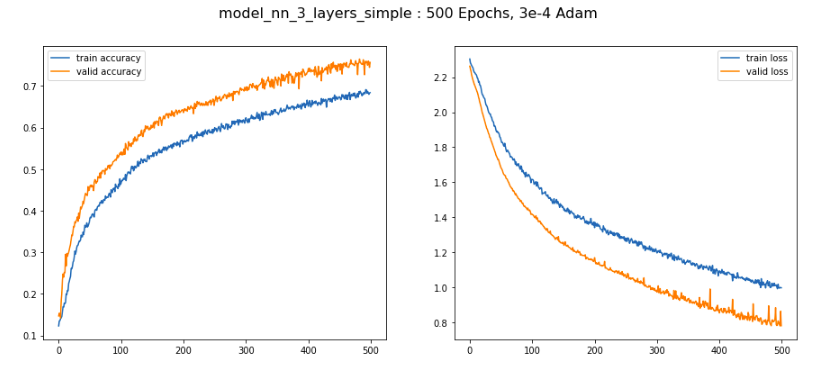 model_nn_3_layers_simple : 500 Epochs, 3e-4 Adam
train accuracy
valid accuracy
0.7
0.6
0.5
0.4
0.3
0.2
0.1
0 100 200 300 400 500
train loss
valid loss
2.2
2.0
1.8
1.6
1.4
1.2
1.0
0.8
0 100 200 300 400 500